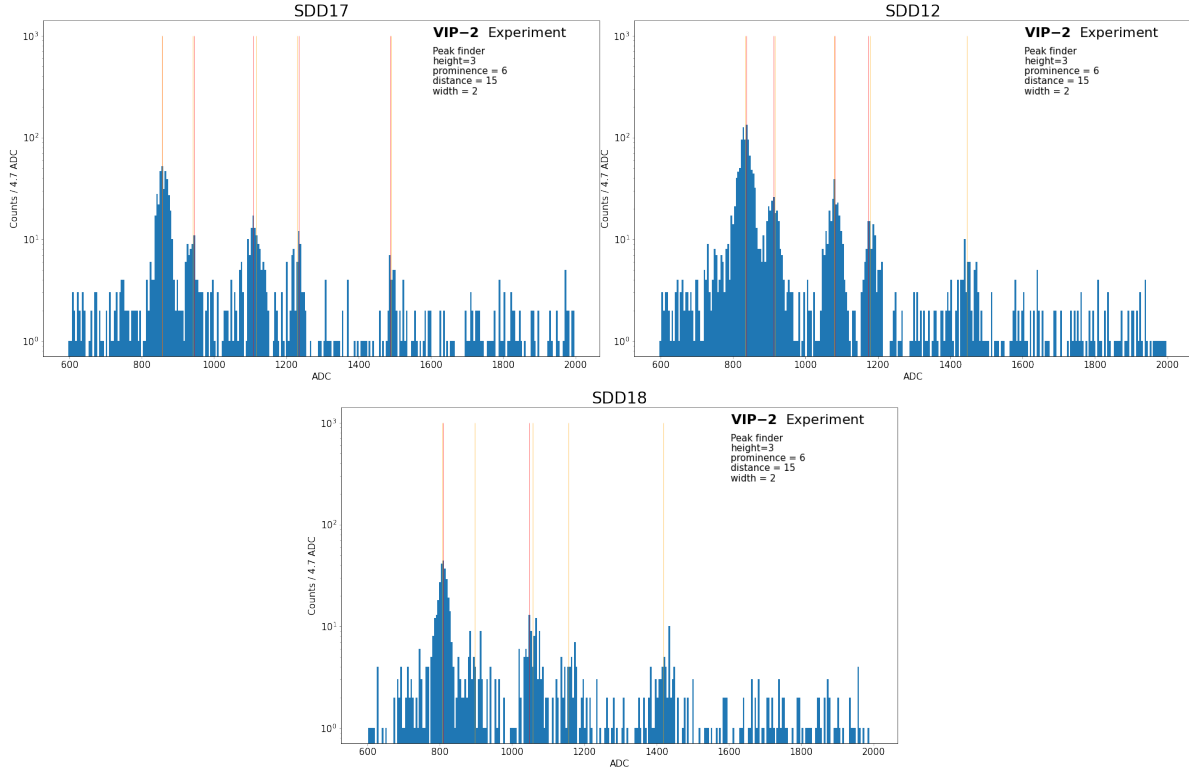 SDD17
VIP−2 Experiment
Peak finder
height=3
prominence = 6
distance = 15
width = 2
10³
10²
10¹
10⁰
Counts / 4.7 ADC
600 800 1000 1200 1400 1600 1800 2000
ADC
SDD12
VIP−2 Experiment
Peak finder
height=3
prominence = 6
distance = 15
width = 2
10³
10²
10¹
10⁰
Counts / 4.7 ADC
600 800 1000 1200 1400 1600 1800 2000
ADC
SDD18
VIP−2 Experiment
Peak finder
height=3
prominence = 6
distance = 15
width = 2
10³
10²
10¹
10⁰
Counts / 4.7 ADC
600 800 1000 1200 1400 1600 1800 2000
ADC